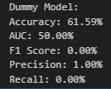 Dummy Model:
Accuracy: 61.59%
AUC: 50.00%
F1 Score: 0.00%
Precision: 1.00%
Recall: 0.00%